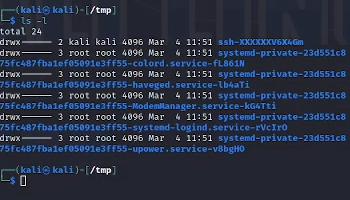 (kali㉿kali)-[/tmp]
$ ls -l
total 24
drwx------ 2 kali kali 4096 Mar  4 11:51 ssh-XXXXXXV6X4Gm
drwx------ 3 root root 4096 Mar  4 11:51 systemd-private-23d551c8
75fc487fba1ef05091e3ff55-colord.service-fL861N
drwx------ 3 root root 4096 Mar  4 11:51 systemd-private-23d551c8
75fc487fba1ef05091e3ff55-haveged.service-lb4aTi
drwx------ 3 root root 4096 Mar  4 11:51 systemd-private-23d551c8
75fc487fba1ef05091e3ff55-ModemManager.service-kG4Tti
drwx------ 3 root root 4096 Mar  4 11:51 systemd-private-23d551c8
75fc487fba1ef05091e3ff55-systemd-logind.service-rVcIrO
drwx------ 3 root root 4096 Mar  4 11:51 systemd-private-23d551c8
75fc487fba1ef05091e3ff55-upower.service-v8bgHO
(kali㉿kali)-[/tmp]
$